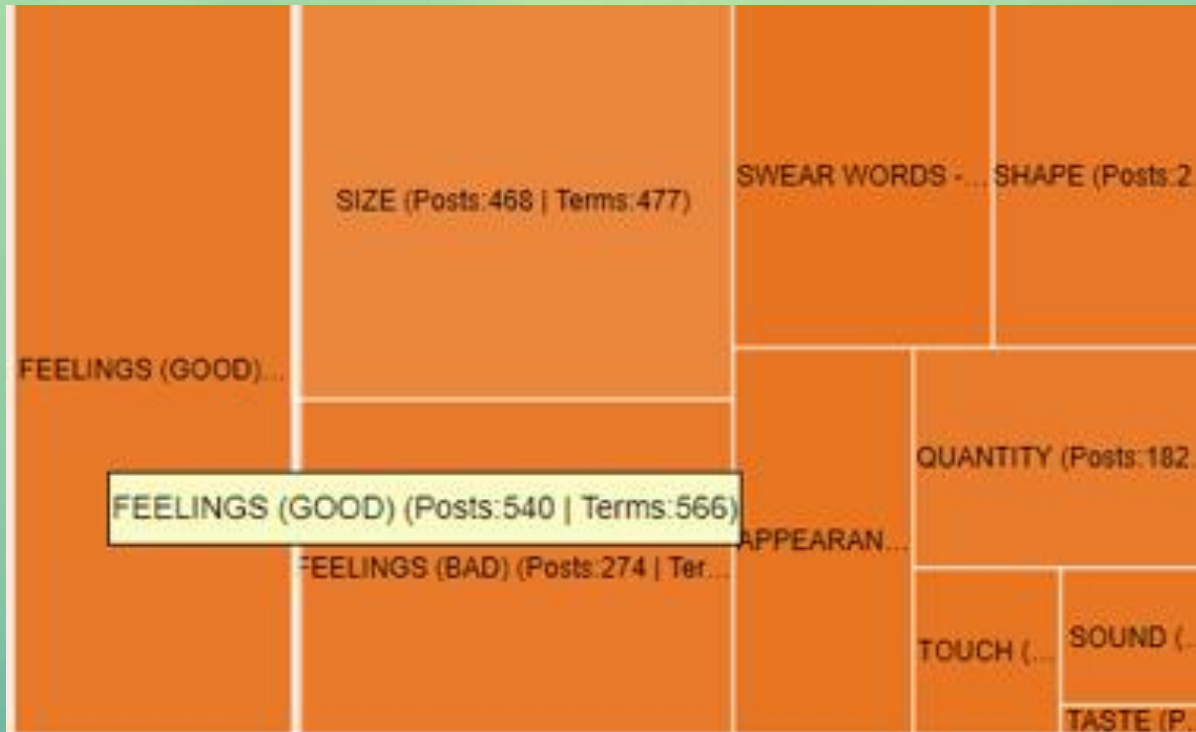 SIZE (Posts:468 | Terms:477)
SWEAR WORDS -...
SHAPE (Posts:2
FEELINGS (GOOD)...
QUANTITY (Posts:182.
FEELINGS (GOOD) (Posts:540 | Terms:566)
APPEARAN...
FEELINGS (BAD) (Posts:274 | Ter...
TOUCH (...
SOUND (..
TASTE (P..